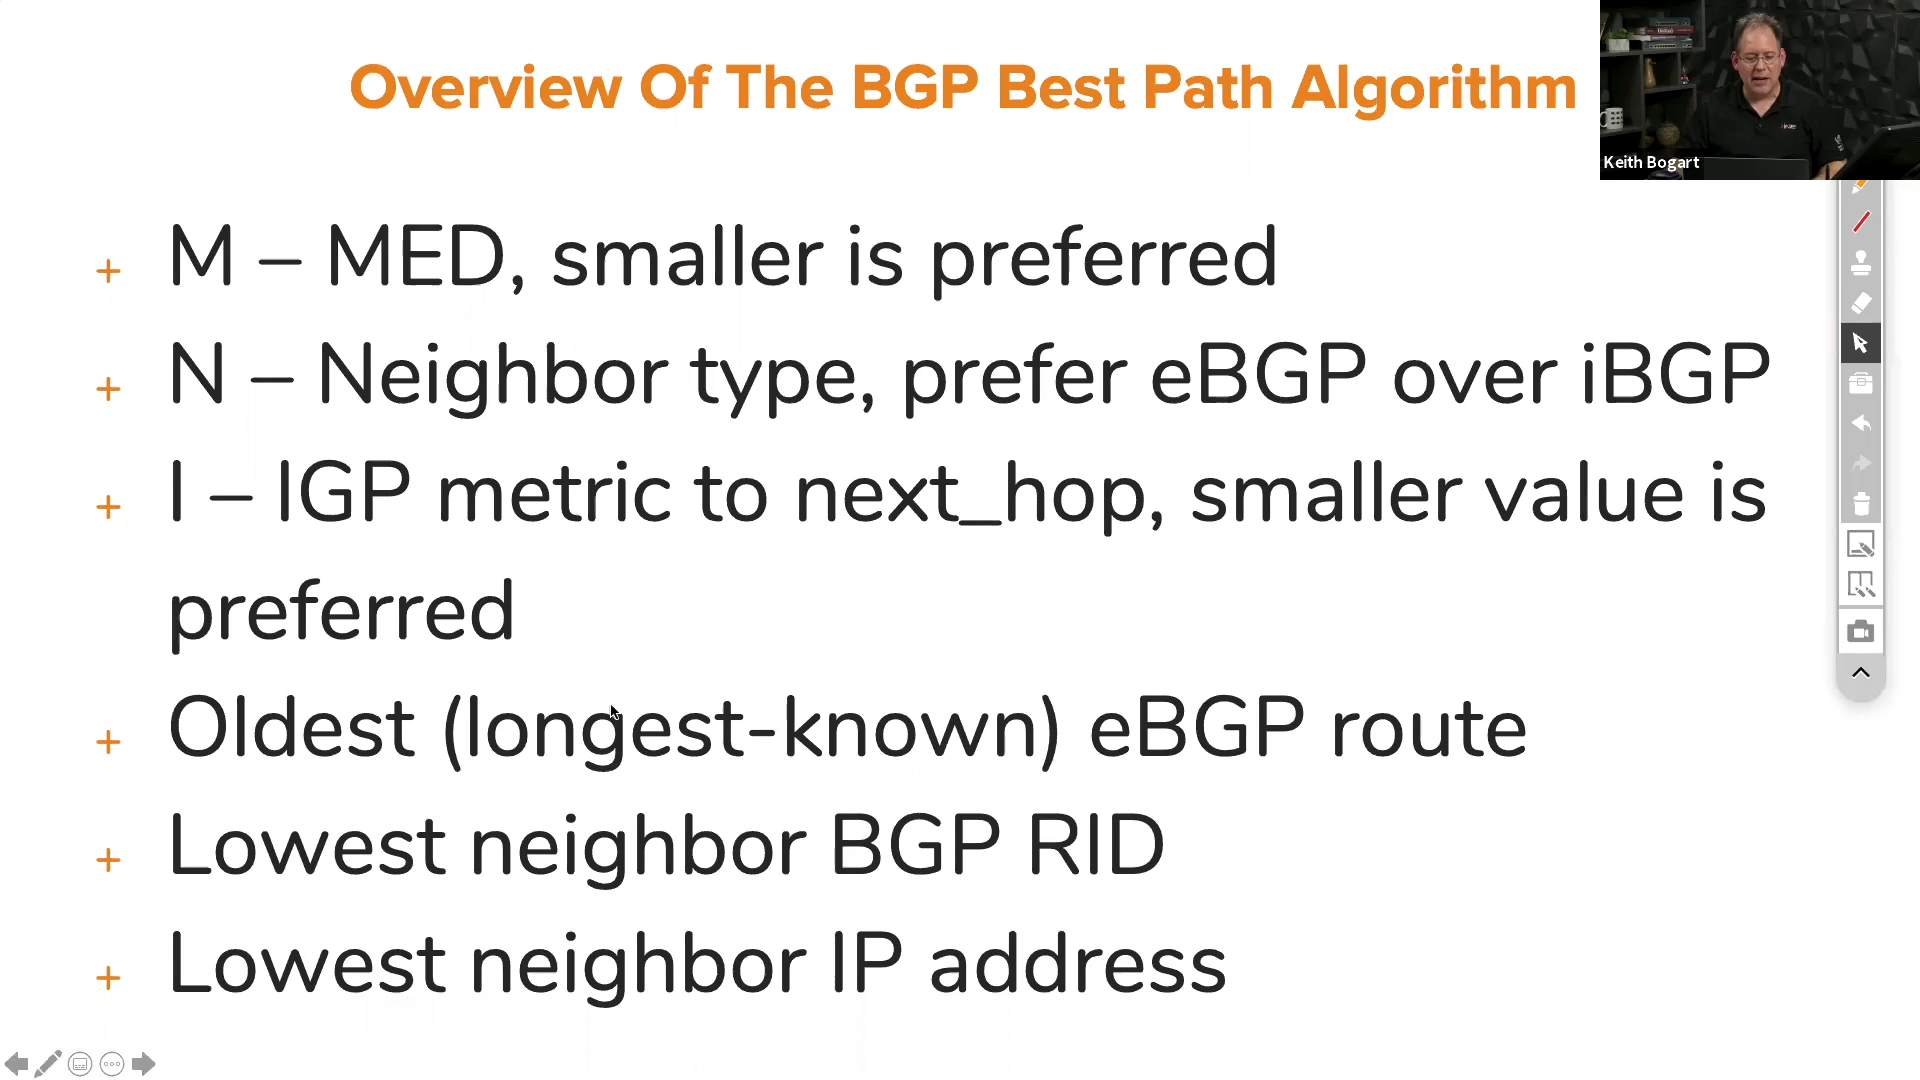 Overview Of The BGP Best Path Algorithm
Keith Bogart
+ M – MED, smaller is preferred
+ N – Neighbor type, prefer eBGP over iBGP
+ I – IGP metric to next_hop, smaller value is
preferred
+ Oldest (longest-known) eBGP route
+ Lowest neighbor BGP RID
+ Lowest neighbor IP address